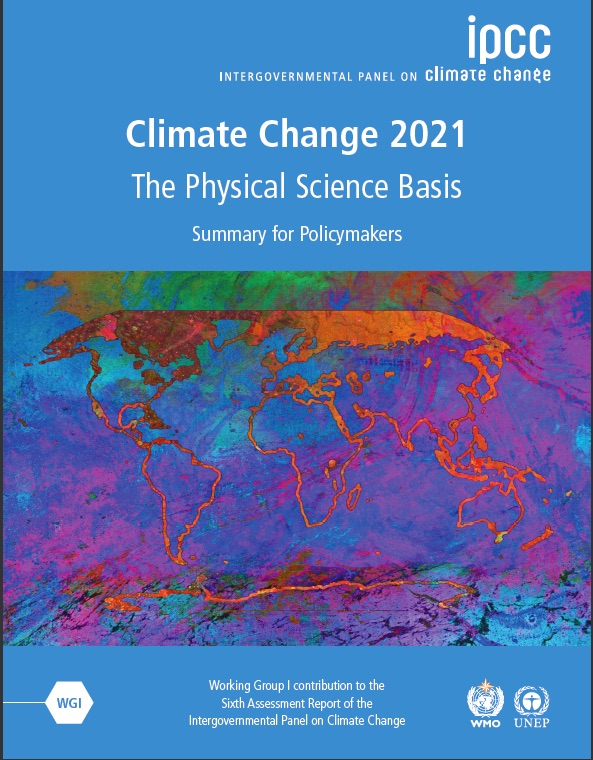 ipcc
INTERGOVERNMENTAL PANEL ON climate change
Climate Change 2021
The Physical Science Basis
Summary for Policymakers
WGI
Working Group I contribution to the
Sixth Assessment Report of the
Intergovernmental Panel on Climate Change
WMO
UNEP